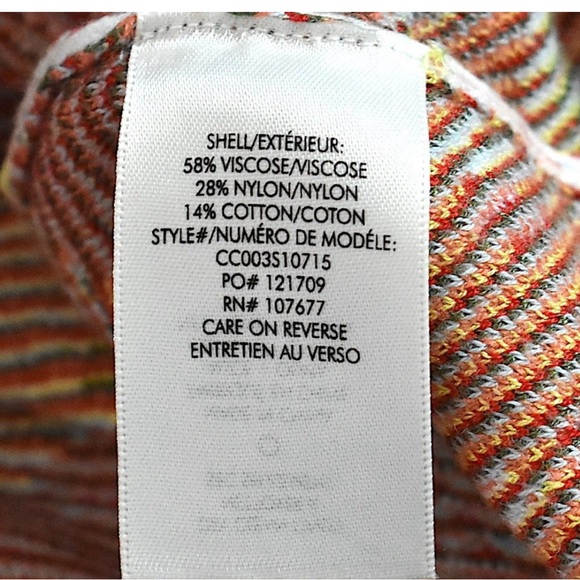 SHELL/EXTÉRIEUR:
58% VISCOSE/VISCOSE
28% NYLON/NYLON
14% COTTON/COTON
STYLE#/NUMÉRO DE MODÉLE:
CC003S10715
PO# 121709
RN# 107677
CARE ON REVERSE
ENTRETIEN AU VERSO